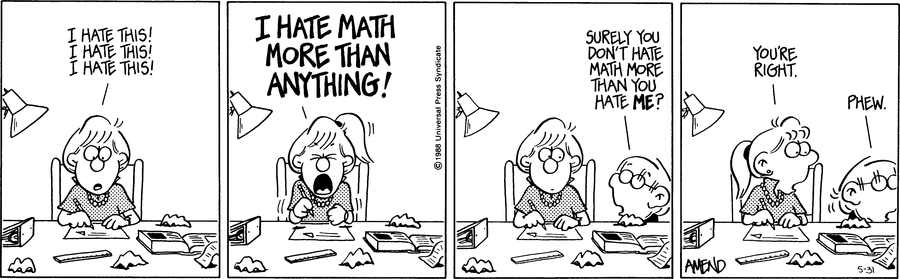 I HATE THIS!
I HATE THIS!
I HATE THIS!
I HATE MATH
MORE THAN
ANYTHING!
©1988 Universal Press Syndicate
SURELY YOU
DON'T HATE
MATH MORE
THAN YOU
HATE ME?
YOU'RE
RIGHT.
PHEW.
AMEND
5-31